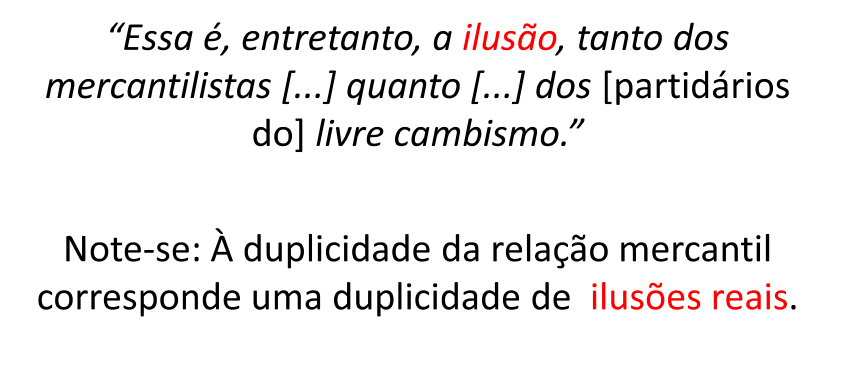 “Essa é, entretanto, a ilusão, tanto dos
mercantilistas [...] quanto [...] dos [partidários
do] livre cambismo.”
Note-se: À duplicidade da relação mercantil
corresponde uma duplicidade de ilusões reais.